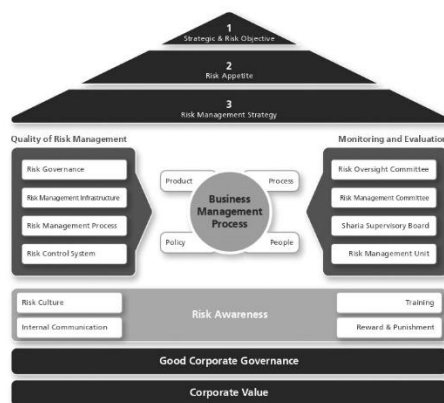 1
Strategic & Risk Objective
2
Risk Appetite
3
Risk Management Strategy
Quality of Risk Management
Risk Governance
Risk Management Infrastructure
Risk Management Process
Risk Control System
Product
Process
Business
Management
Process
Policy
People
Monitoring and Evaluation
Risk Oversight Committee
Risk Management Committee
Sharia Supervisory Board
Risk Management Unit
Risk Culture
Internal Communication
Risk Awareness
Training
Reward & Punishment
Good Corporate Governance
Corporate Value